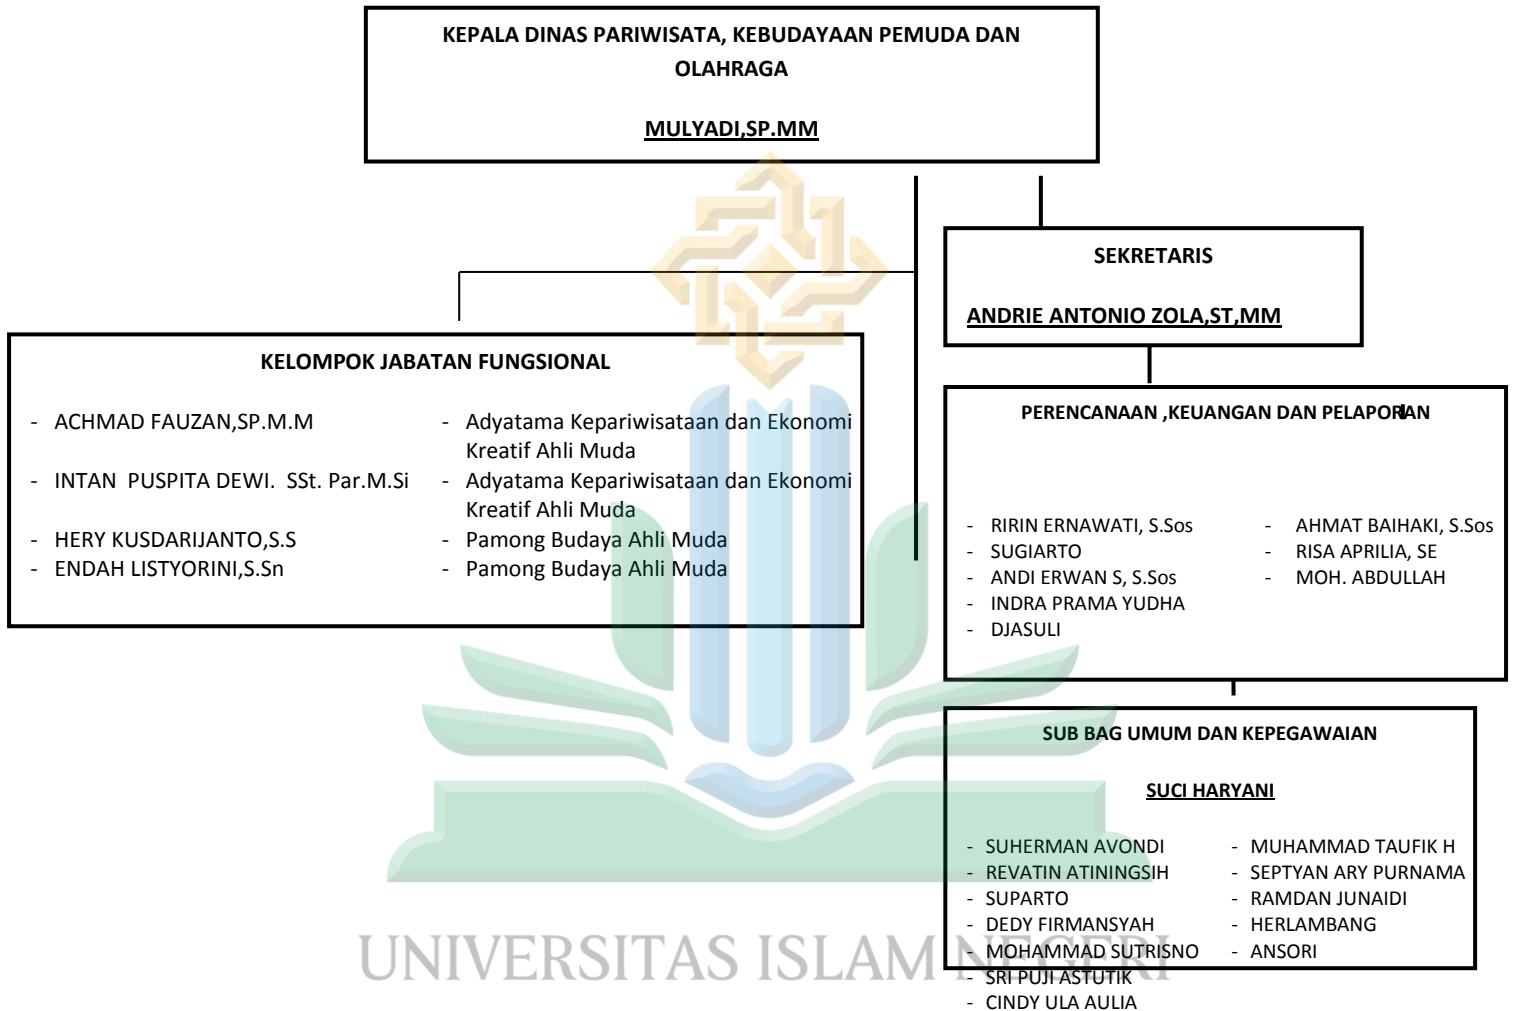 KEPALA DINAS PARIWISATA, KEBUDAYAAN PEMUDA DAN
OLAHRAGA
MULYADI,SP.MM
SEKRETARIS
ANDRIE ANTONIO ZOLA,ST,MM
KELOMPOK JABATAN FUNGSIONAL
- ACHMAD FAUZAN,SP.M.M - Adyatama Kepariwisataan dan Ekonomi
Kreatif Ahli Muda
- INTAN PUSPITA DEWI. SSt. Par.M.Si - Adyatama Kepariwisataan dan Ekonomi
Kreatif Ahli Muda
- HERY KUSDARIJANTO,S.S - Pamong Budaya Ahli Muda
- ENDAH LISTYORINI,S.Sn - Pamong Budaya Ahli Muda
PERENCANAAN ,KEUANGAN DAN PELAPORAN
- RIRIN ERNAWATI, S.Sos - AHMAT BAIHAKI, S.Sos
- SUGIARTO - RISA APRILIA, SE
- ANDI ERWAN S, S.Sos - MOH. ABDULLAH
- INDRA PRAMA YUDHA
- DJASULI
SUB BAG UMUM DAN KEPEGAWAIAN
SUCI HARYANI
- SUHERMAN AVONDI - MUHAMMAD TAUFIK H
- REVATIN ATININGSIH - SEPTYAN ARY PURNAMA
- SUPARTO - RAMDAN JUNAIDI
- DEDY FIRMANSYAH - HERLAMBANG
- MOHAMMAD SUTRISNO - ANSORI
- SRI PUJI ASTUTIK
- CINDY ULA AULIA
UNIVERSITAS ISLAM NEGERI